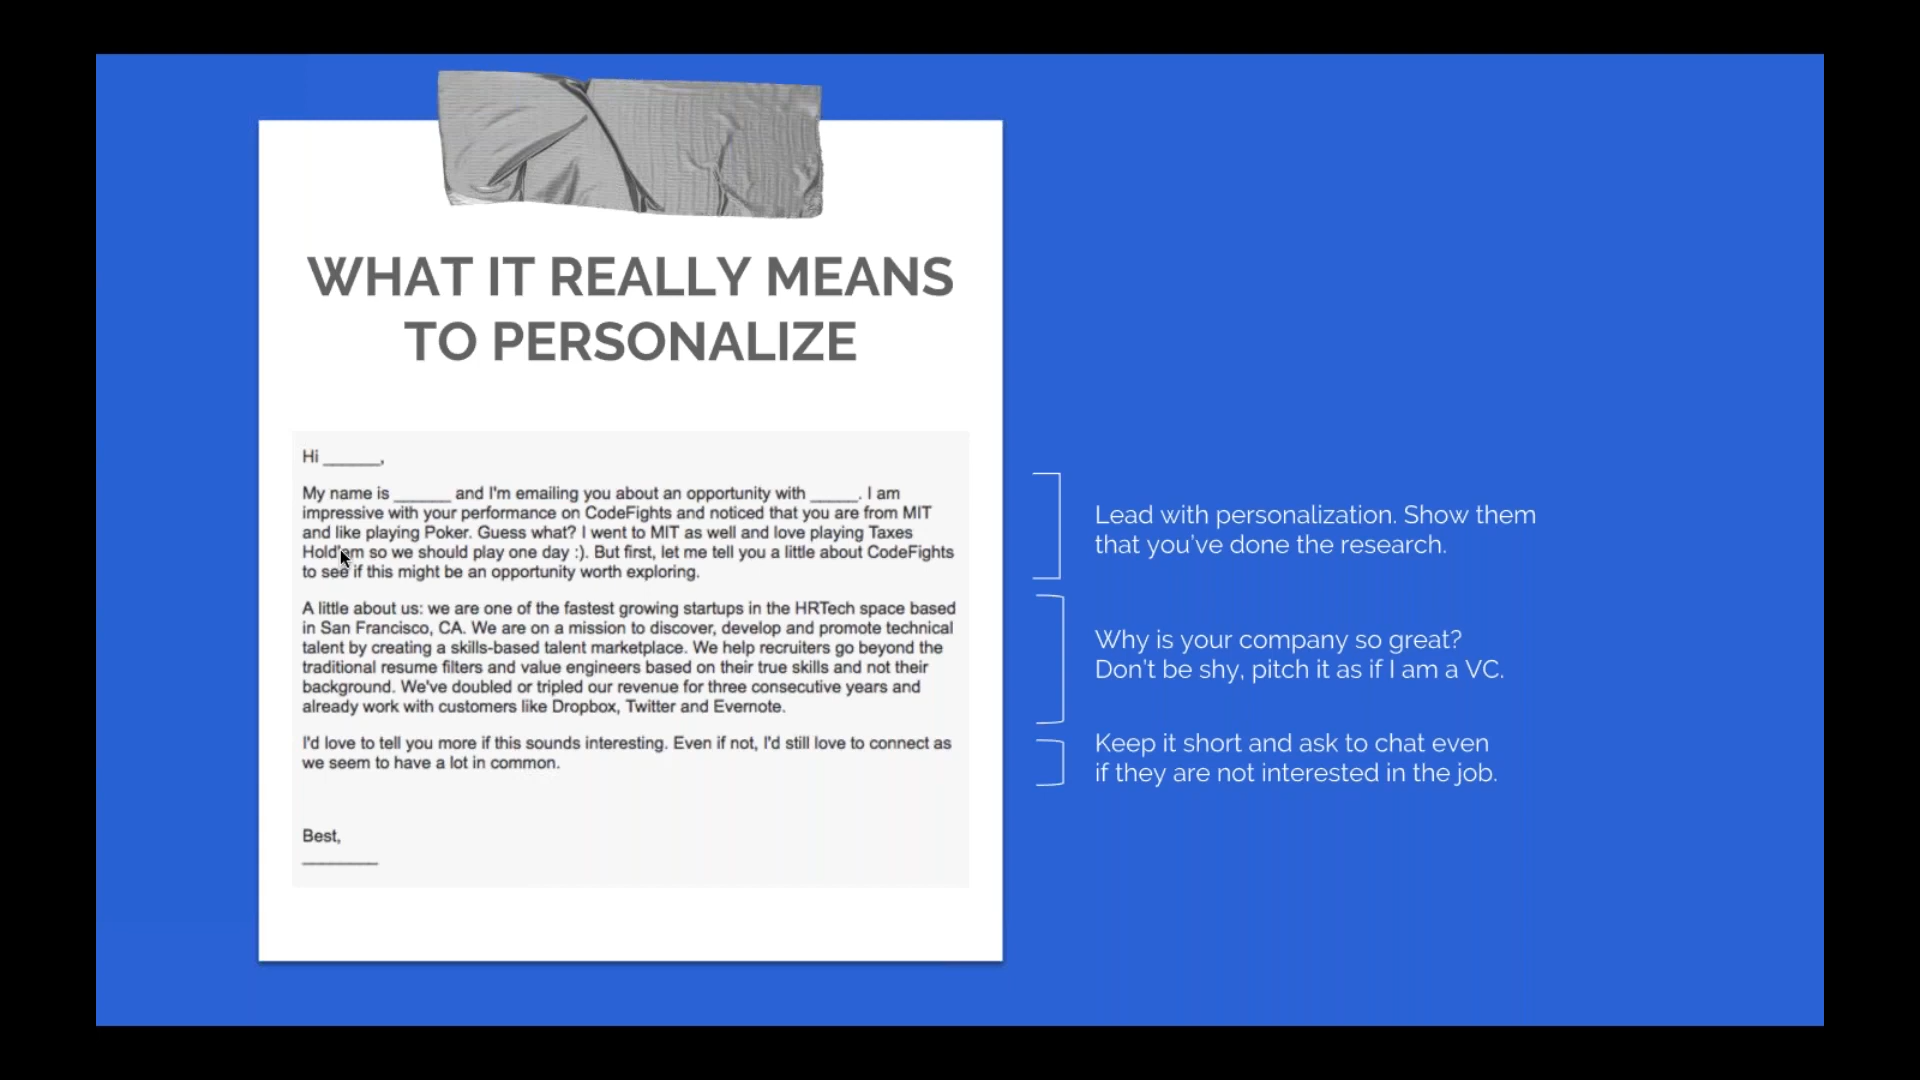 WHAT IT REALLY MEANS
TO PERSONALIZE
Hi ______,
My name is ______ and I'm emailing you about an opportunity with _____. I am
impressive with your performance on CodeFights and noticed that you are from MIT
and like playing Poker. Guess what? I went to MIT as well and love playing Taxes
Hold'em so we should play one day :). But first, let me tell you a little about CodeFights
to see if this might be an opportunity worth exploring.
A little about us: we are one of the fastest growing startups in the HRTech space based
in San Francisco, CA. We are on a mission to discover, develop and promote technical
talent by creating a skills-based talent marketplace. We help recruiters go beyond the
traditional resume filters and value engineers based on their true skills and not their
background. We've doubled or tripled our revenue for three consecutive years and
already work with customers like Dropbox, Twitter and Evernote.
I'd love to tell you more if this sounds interesting. Even if not, I'd still love to connect as
we seem to have a lot in common.
Best,
________
Lead with personalization. Show them
that you've done the research.
Why is your company so great?
Don't be shy, pitch it as if I am a VC.
Keep it short and ask to chat even
if they are not interested in the job.